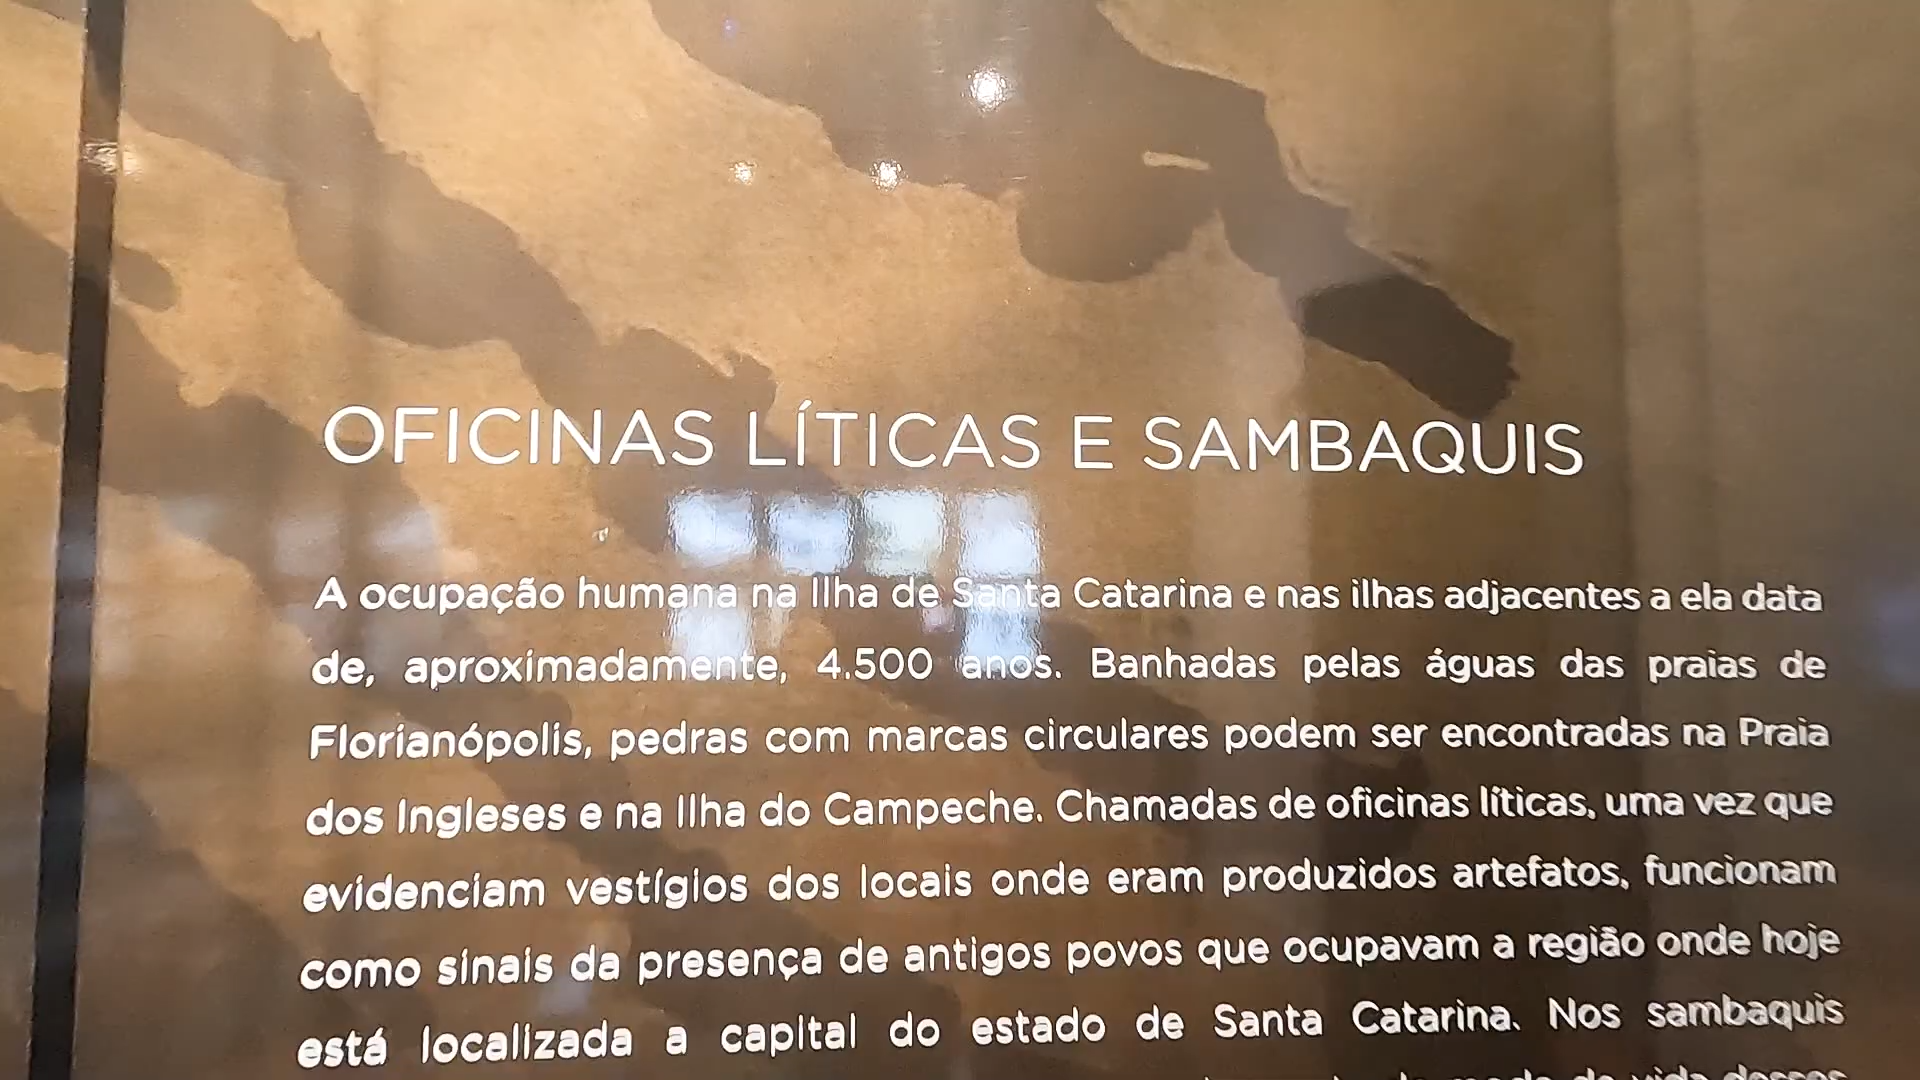 OFICINAS LÍTICAS E SAMBAQUIS
A ocupação humana na Ilha de Santa Catarina e nas ilhas adjacentes a ela data
de, aproximadamente, 4.500 anos. Banhadas pelas águas das praias de
Florianópolis, pedras com marcas circulares podem ser encontradas na Praia
dos Ingleses e na Ilha do Campeche. Chamadas de oficinas líticas, uma vez que
evidenciam vestígios dos locais onde eram produzidos artefatos, funcionam
como sinais da presença de antigos povos que ocupavam a região onde hoje
está localizada a capital do estado de Santa Catarina. Nos sambaquis
modo de vida desses